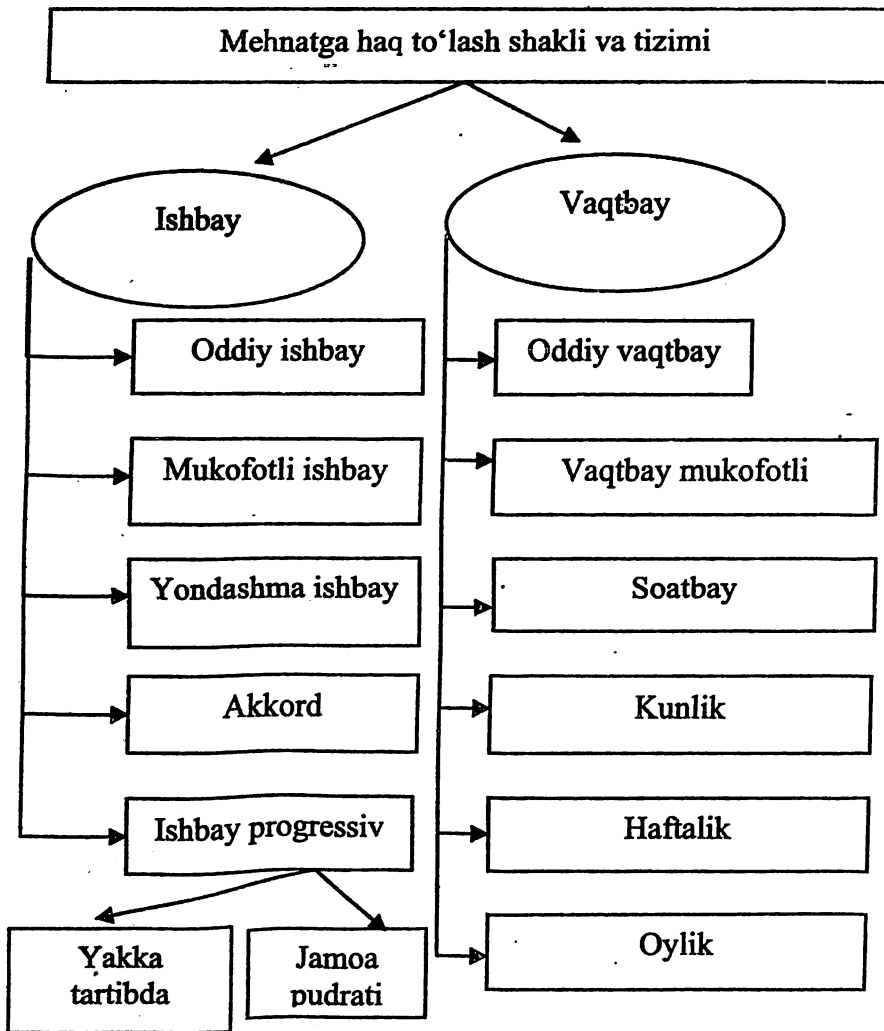 Mehnatga haq to‘lash shakli va tizimi
Ishbay
Vaqtbay
Oddiy ishbay
Mukofotli ishbay
Yondashma ishbay
Akkord
Ishbay progressiv
Yakka
tartibda
Jamoa
pudrati
Oddiy vaqtbay
Vaqtbay mukofotli
Soatbay
Kunlik
Haftalik
Oylik